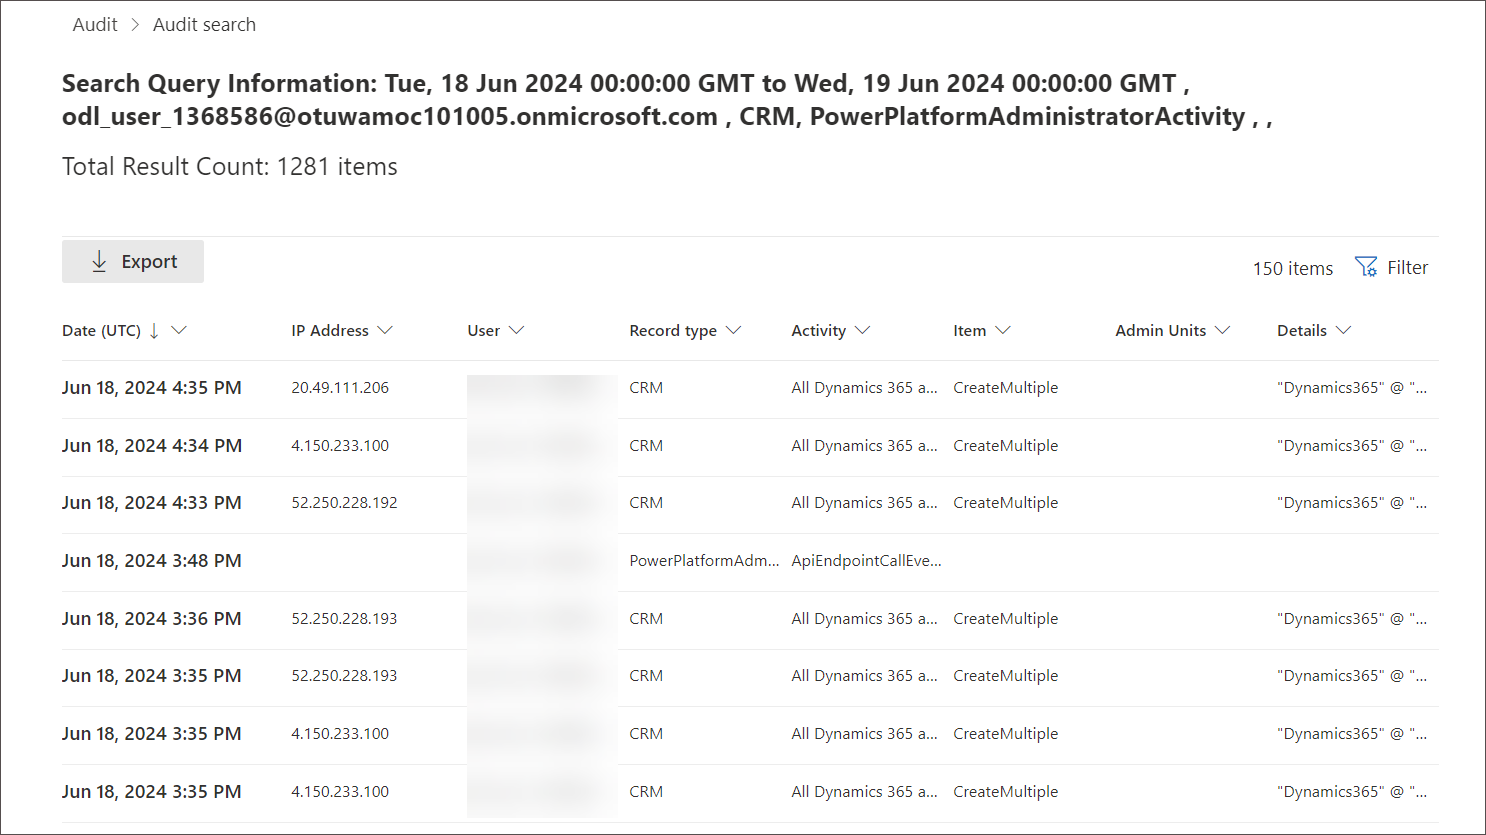 Audit > Audit search
Search Query Information: Tue, 18 Jun 2024 00:00:00 GMT to Wed, 19 Jun 2024 00:00:00 GMT ,
odl_user_1368586@otuwamoc101005.onmicrosoft.com , CRM, PowerPlatformAdministratorActivity , ,
Total Result Count: 1281 items
Export
150 items Filter
Date (UTC) IP Address User Record type Activity Item Admin Units Details
Jun 18, 2024 4:35 PM 20.49.111.206 CRM All Dynamics 365 a... CreateMultiple "Dynamics365" @ "...
Jun 18, 2024 4:34 PM 4.150.233.100 CRM All Dynamics 365 a... CreateMultiple "Dynamics365" @ "...
Jun 18, 2024 4:33 PM 52.250.228.192 CRM All Dynamics 365 a... CreateMultiple "Dynamics365" @ "...
Jun 18, 2024 3:48 PM PowerPlatformAdm... ApiEndpointCallEve...
Jun 18, 2024 3:36 PM 52.250.228.193 CRM All Dynamics 365 a... CreateMultiple "Dynamics365" @ "...
Jun 18, 2024 3:35 PM 52.250.228.193 CRM All Dynamics 365 a... CreateMultiple "Dynamics365" @ "...
Jun 18, 2024 3:35 PM 4.150.233.100 CRM All Dynamics 365 a... CreateMultiple "Dynamics365" @ "...
Jun 18, 2024 3:35 PM 4.150.233.100 CRM All Dynamics 365 a... CreateMultiple "Dynamics365" @ "...